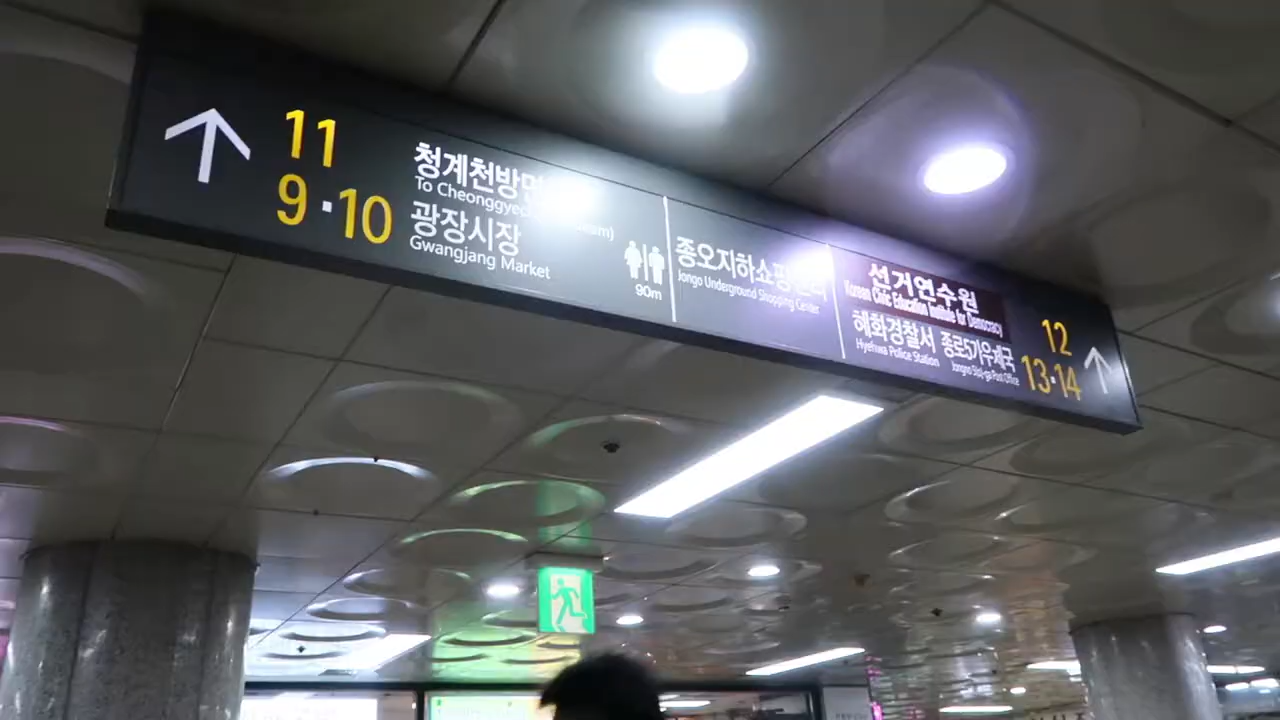 11
9·10
청계천방면
To Cheonggyec
eam)
광장시장
Gwangjang Market
90m
종오지하쇼핑센터
Jongo Underground Shopping Center
선거연수원
Korean Civic Education Institute for Democracy
혜화경찰서
Hyehwa Police Station
종로5가우체국
Jongno 5(o)-ga Post Office
12
13·14